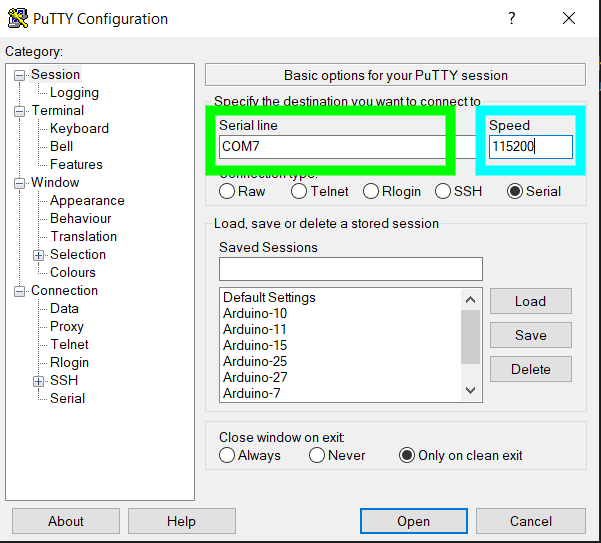 PuTTY Configuration
?
Category:
Session
Logging
Terminal
Keyboard
Bell
Features
Window
Appearance
Behaviour
Translation
Selection
Colours
Connection
Data
Proxy
Telnet
Rlogin
SSH
Serial
Basic options for your PuTTY session
Specify the destination you want to connect to
Serial line Speed
COM7 115200
Connection type:
Raw Telnet Rlogin SSH Serial
Load, save or delete a stored session
Saved Sessions
Default Settings
Arduino-10
Arduino-11
Arduino-15
Arduino-25
Arduino-27
Arduino-7
Load
Save
Delete
Close window on exit:
Always Never Only on clean exit
About Help Open Cancel